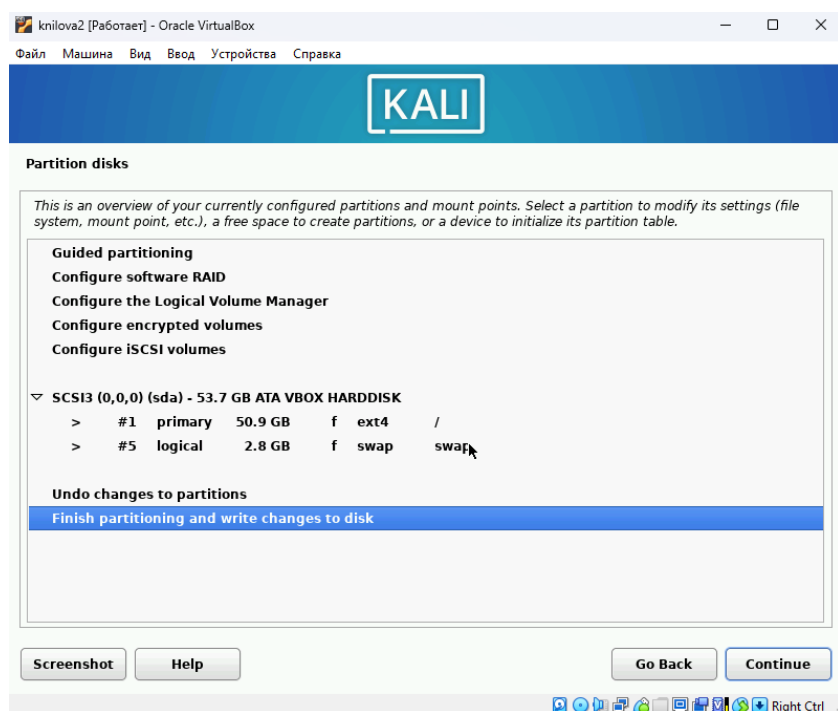 knilova2 [Работает] - Oracle VirtualBox
Файл Машина Вид Ввод Устройства Справка
KALI
Partition disks
This is an overview of your currently configured partitions and mount points. Select a partition to modify its settings (file
system, mount point, etc.), a free space to create partitions, or a device to initialize its partition table.
Guided partitioning
Configure software RAID
Configure the Logical Volume Manager
Configure encrypted volumes
Configure iSCSI volumes
SCSI3 (0,0,0) (sda) - 53.7 GB ATA VBOX HARDDISK
> #1 primary 50.9 GB f ext4 /
> #5 logical 2.8 GB f swap swap
Undo changes to partitions
Finish partitioning and write changes to disk
Screenshot Help Go Back Continue
Right Ctrl